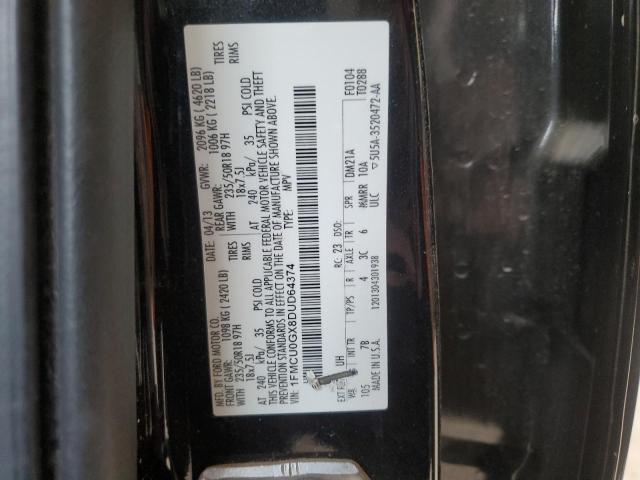 MFD. BY FORD MOTOR CO.
DATE: 04/13 GVWR: 2096 KG ( 4620 LB)
FRONT GAWR: 1098 KG ( 2420 LB) REAR GAWR: 1006 KG ( 2218 LB)
WITH 235/50R18 97H TIRES WITH 235/50R18 97H TIRES
18x7.5J RIMS 18x7.5J RIMS
AT 240 kPa/ 35 PSI COLD AT 240 kPa/ 35 PSI COLD
THIS VEHICLE CONFORMS TO ALL APPLICABLE FEDERAL MOTOR VEHICLE SAFETY AND THEFT
PREVENTION STANDARDS IN EFFECT ON THE DATE OF MANUFACTURE SHOWN ABOVE.
VIN: 1FMCU0GX8DUD64374 TYPE: MPV
F0104
T0288
EXT UH RC: 23 DSO:
WB INT TR TP/PS R AXLE TR SPR DM21A
105 7B 4 3C 6 10A
MADE IN U.S.A. 1201304301938 ULC ▽5U5A-3520472-AA